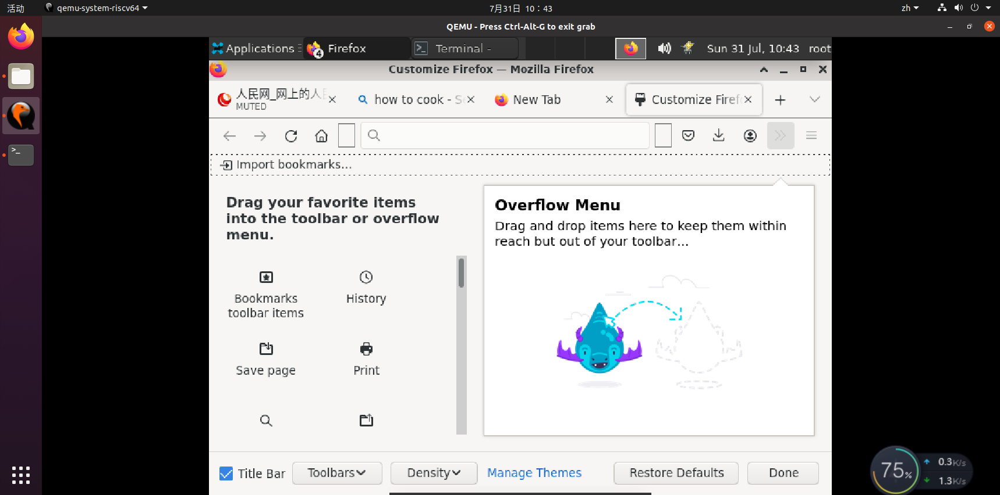 活动
qemu-system-riscv64
7月31日 10：43
zh
QEMU - Press Ctrl-Alt-G to exit grab
Applications
4
Firefox
Terminal -
Sun 31 Jul, 10:43
root
Customize Firefox — Mozilla Firefox
人民网_网上的人民
MUTED
how to cook - Se
New Tab
Customize Firef
Import bookmarks...
Drag your favorite items
into the toolbar or overflow
menu.
Bookmarks
toolbar items
History
Save page
Print
Overflow Menu
Drag and drop items here to keep them within
reach but out of your toolbar...
Title Bar
Toolbars
Density
Manage Themes
Restore Defaults
Done
75%
0.3K/s
1.3K/s